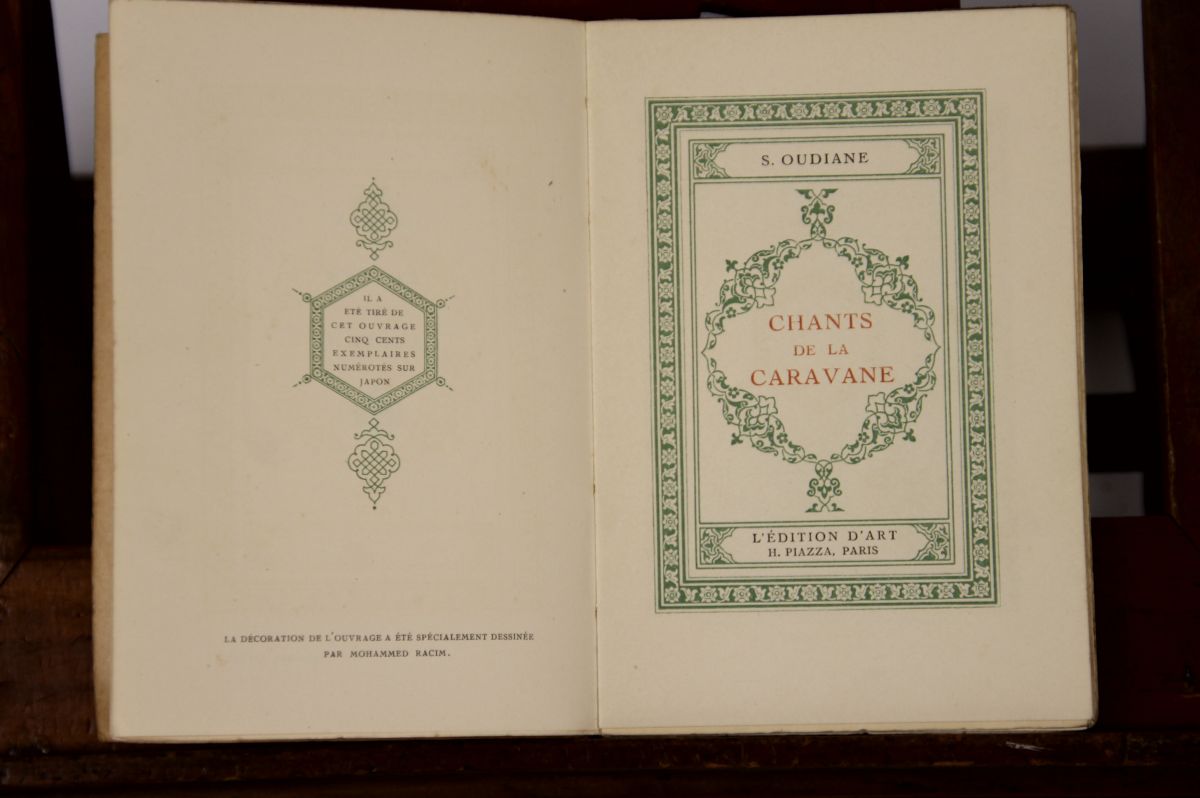 IL A
ETÉ TIRÉ DE
CET OUVRAGE
CINQ CENTS
EXEMPLAIRES
NUMÉROTÉS SUR
JAPON
LA DÉCORATION DE L'OUVRAGE A ÉTÉ SPÉCIALEMENT DESSINÉE
PAR MOHAMMED RACIM.
S. OUDIANE
CHANTS
DE LA
CARAVANE
L'ÉDITION D'ART
H. PIAZZA, PARIS